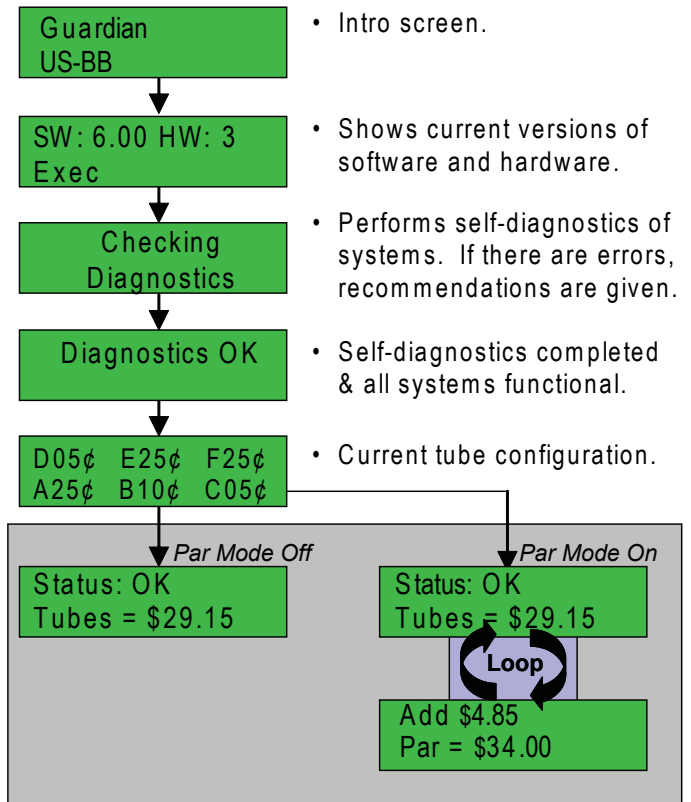 Guardian
US-BB
• Intro screen.
SW: 6.00 HW: 3
Exec
• Shows current versions of
software and hardware.
Checking
Diagnostics
• Performs self-diagnostics of
systems. If there are errors,
recommendations are given.
Diagnostics OK
• Self-diagnostics completed
& all systems functional.
D05¢ E25¢ F25¢
A25¢ B10¢ C05¢
• Current tube configuration.
Par Mode Off
Status: OK
Tubes = $29.15
Par Mode On
Status: OK
Tubes = $29.15
Loop
Add $4.85
Par = $34.00